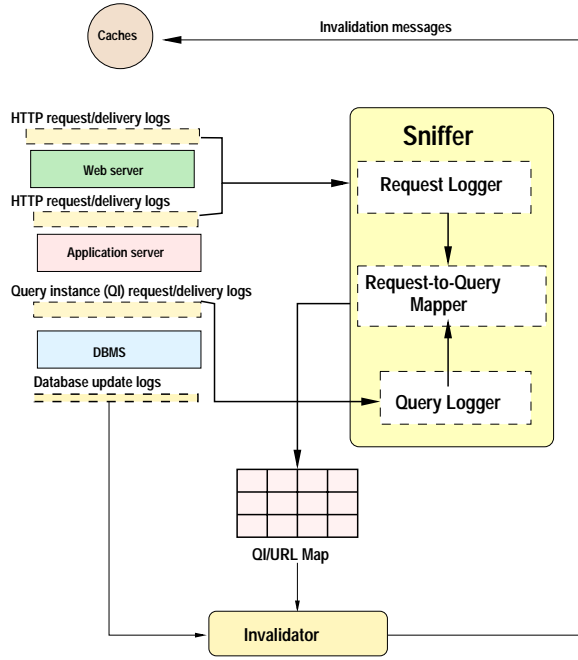 Invalidation messages
Caches
HTTP request/delivery logs
Web server
HTTP request/delivery logs
Application server
Query instance (QI) request/delivery logs
DBMS
Database update logs
Sniffer
Request Logger
Request-to-Query
Mapper
Query Logger
QI/URL Map
Invalidator